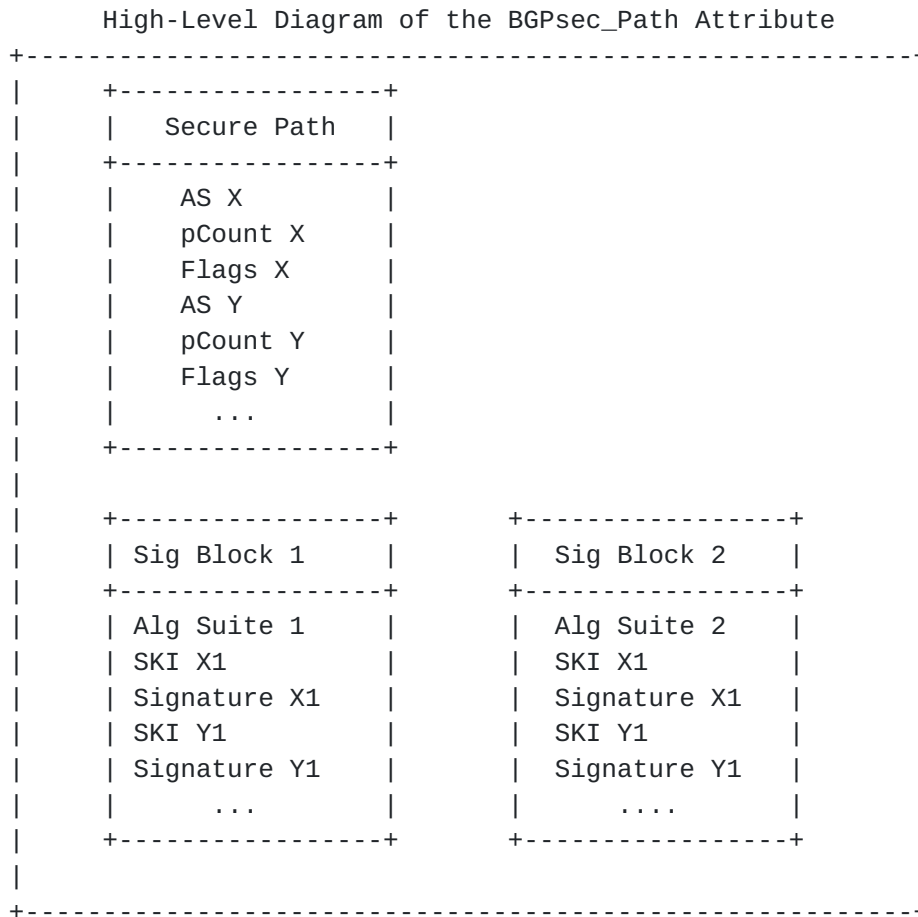 High-Level Diagram of the BGPsec_Path Attribute
Secure Path
AS X
pCount X
Flags X
AS Y
pCount Y
Flags Y
...
Sig Block 1
Alg Suite 1
SKI X1
Signature X1
SKI Y1
Signature Y1
...
Sig Block 2
Alg Suite 2
SKI X1
Signature X1
SKI Y1
Signature Y1
....